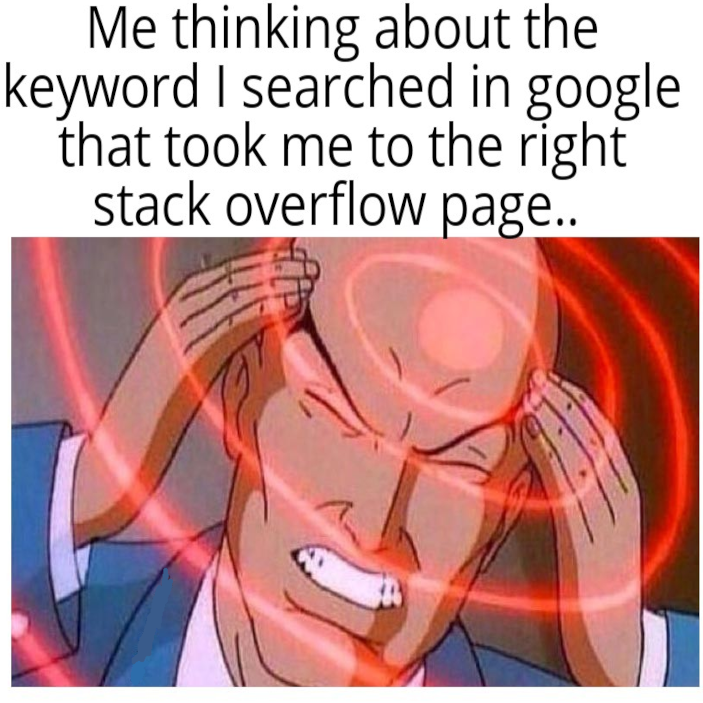 Me thinking about the
keyword I searched in google
that took me to the right
stack overflow page..